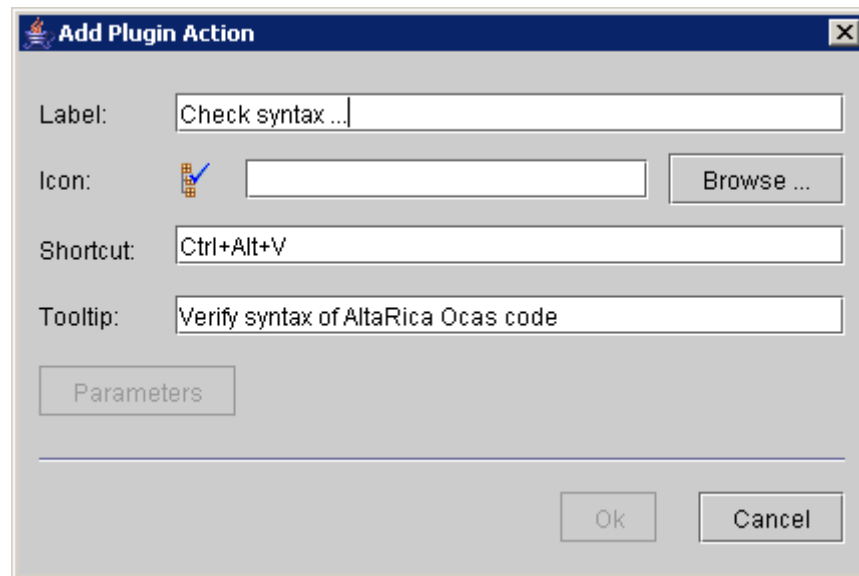 Add Plugin Action
Label: Check syntax ...
Icon: Browse ...
Shortcut: Ctrl+Alt+V
Tooltip: Verify syntax of AltaRica Ocas code
Parameters
Ok Cancel